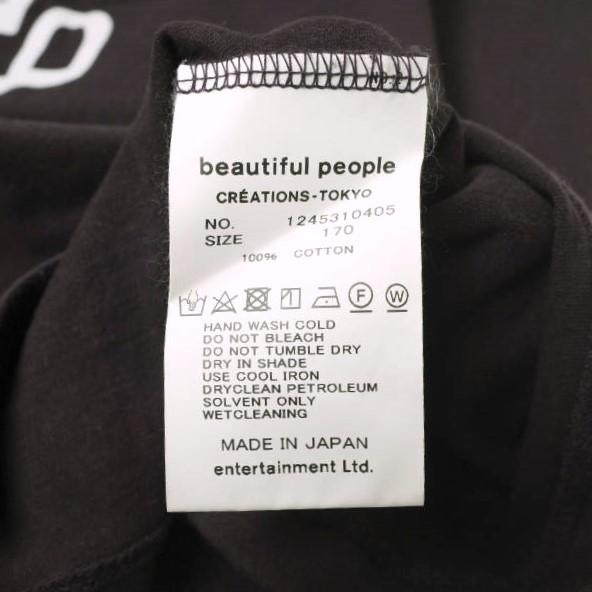 beautiful people
CRÉATIONS-TOKYO
NO. 1245310405
SIZE 170
100% COTTON
F W
HAND WASH COLD
DO NOT BLEACH
DO NOT TUMBLE DRY
DRY IN SHADE
USE COOL IRON
DRYCLEAN PETROLEUM
SOLVENT ONLY
WETCLEANING
MADE IN JAPAN
entertainment Ltd.